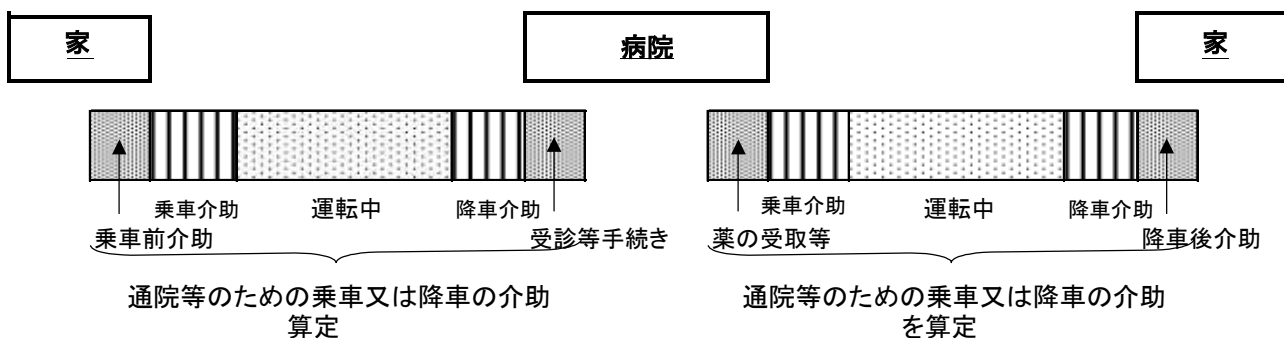 家
病院
家
乗車介助
運転中
降車介助
乗車前介助
受診等手続き
乗車介助
運転中
降車介助
薬の受取等
降車後介助
通院等のための乗車又は降車の介助
算定
通院等のための乗車又は降車の介助
を算定